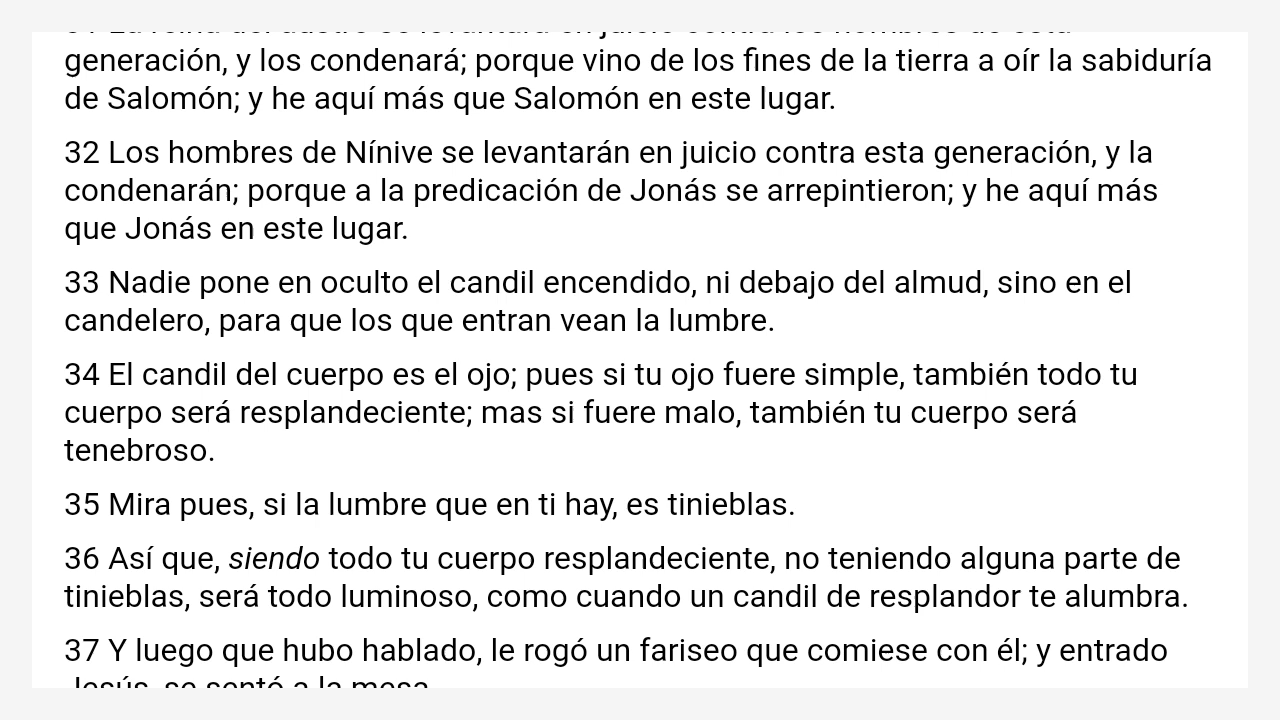 generación, y los condenará; porque vino de los fines de la tierra a oír la sabiduría
de Salomón; y he aquí más que Salomón en este lugar.
32 Los hombres de Nínive se levantarán en juicio contra esta generación, y la
condenarán; porque a la predicación de Jonás se arrepintieron; y he aquí más
que Jonás en este lugar.
33 Nadie pone en oculto el candil encendido, ni debajo del almud, sino en el
candelero, para que los que entran vean la lumbre.
34 El candil del cuerpo es el ojo; pues si tu ojo fuere simple, también todo tu
cuerpo será resplandeciente; mas si fuere malo, también tu cuerpo será
tenebroso.
35 Mira pues, si la lumbre que en ti hay, es tinieblas.
36 Así que, siendo todo tu cuerpo resplandeciente, no teniendo alguna parte de
tinieblas, será todo luminoso, como cuando un candil de resplandor te alumbra.
37 Y luego que hubo hablado, le rogó un fariseo que comiese con él; y entrado
Jesús, se sentó a la mesa